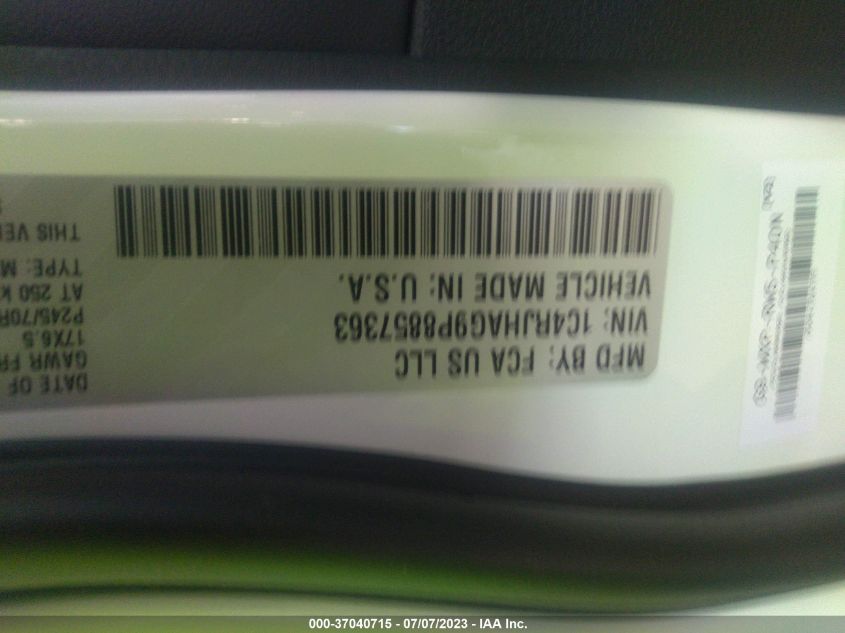 MFD BY: FCA US LLC
VIN: 1C4RJHAG9P8857363
VEHICLE MADE IN: U.S.A.
DATE OF
GAWR FR
17X6.5
P245/70R
AT 250 k
TYPE: M
THIS VEH
000-37040715 - 07/07/2023 - IAA Inc.